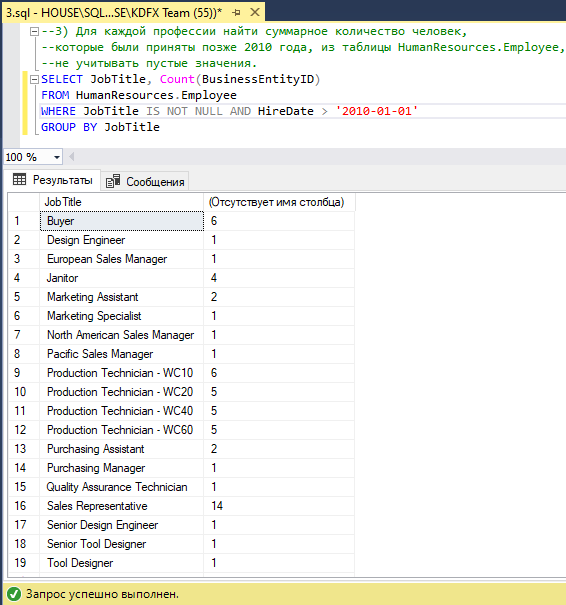 3.sql - HOUSE\SQL...SE\KDFX Team (55))*
--3) Для каждой профессии найти суммарное количество человек,
--которые были приняты позже 2010 года, из таблицы HumanResources.Employee,
--не учитывать пустые значения.
SELECT JobTitle, Count(BusinessEntityID)
FROM HumanResources.Employee
WHERE JobTitle IS NOT NULL AND HireDate > '2010-01-01'
GROUP BY JobTitle
100 %
Результаты Сообщения
JobTitle (Отсутствует имя столбца)
1 Buyer 6
2 Design Engineer 1
3 European Sales Manager 1
4 Janitor 4
5 Marketing Assistant 2
6 Marketing Specialist 1
7 North American Sales Manager 1
8 Pacific Sales Manager 1
9 Production Technician - WC10 6
10 Production Technician - WC20 5
11 Production Technician - WC40 5
12 Production Technician - WC60 5
13 Purchasing Assistant 2
14 Purchasing Manager 1
15 Quality Assurance Technician 1
16 Sales Representative 14
17 Senior Design Engineer 1
18 Senior Tool Designer 1
19 Tool Designer 1
Запрос успешно выполнен.